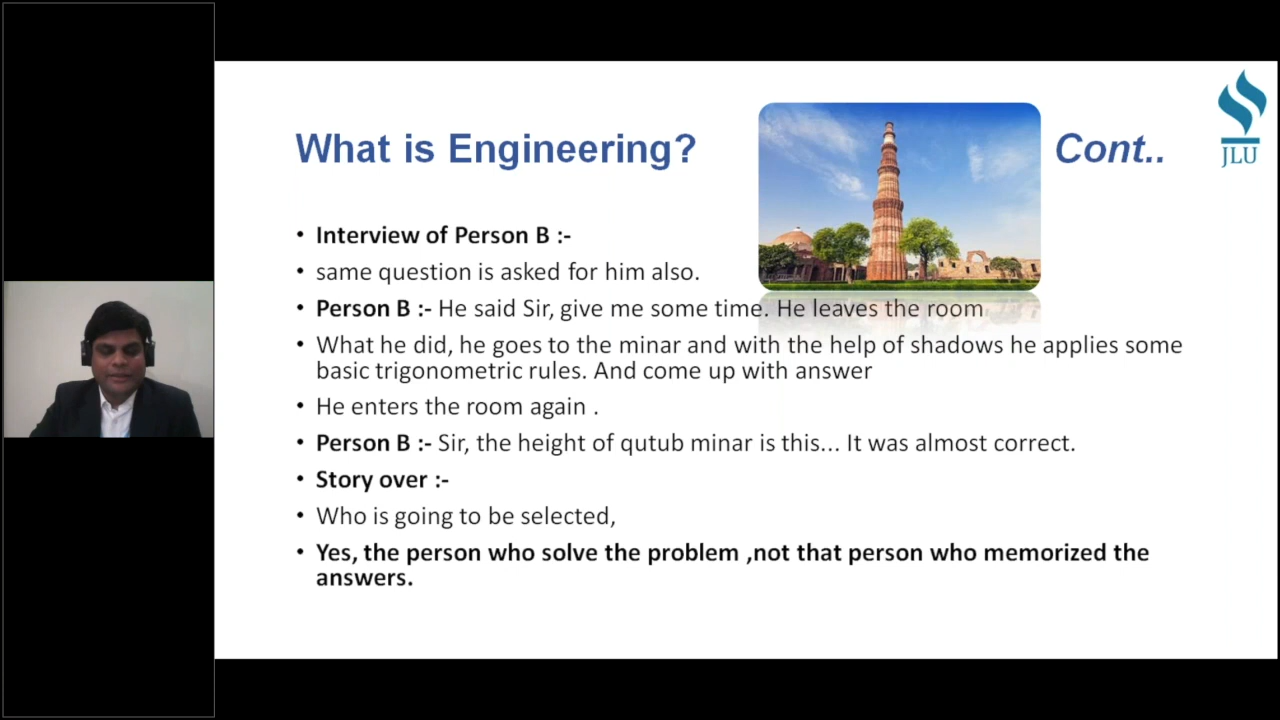 What is Engineering?
Cont..
JLU
• Interview of Person B :-
• same question is asked for him also.
• Person B :- He said Sir, give me some time. He leaves the room
• What he did, he goes to the minar and with the help of shadows he applies some
basic trigonometric rules. And come up with answer
• He enters the room again .
• Person B :- Sir, the height of qutub minar is this... It was almost correct.
• Story over :-
• Who is going to be selected,
• Yes, the person who solve the problem ,not that person who memorized the
answers.